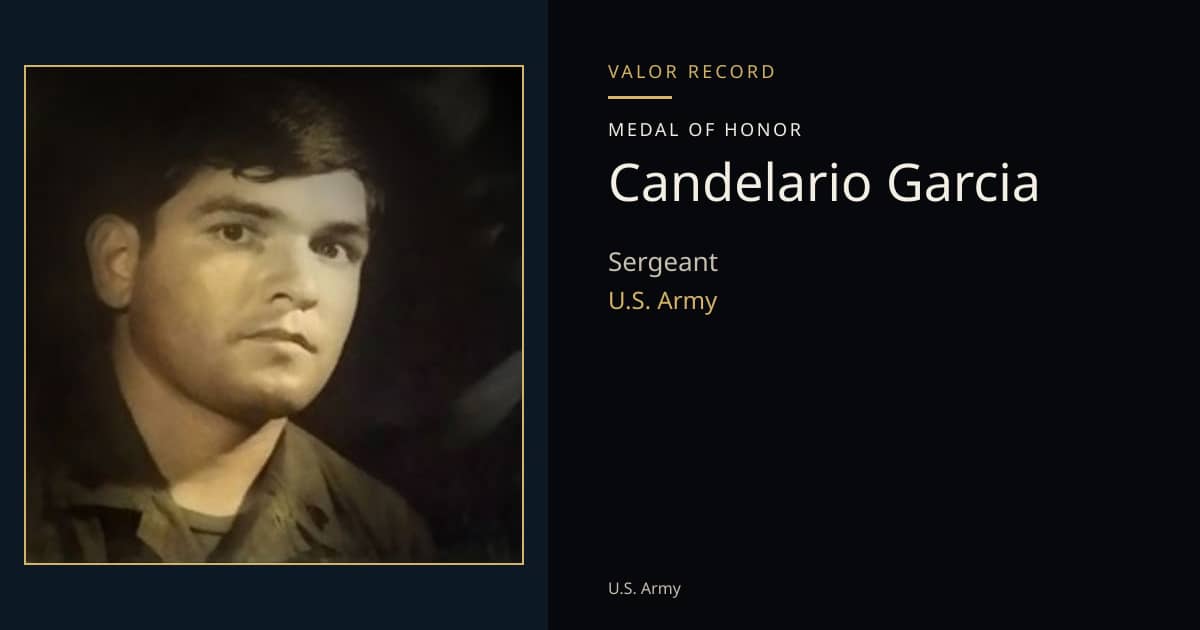 VALOR RECORD
MEDAL OF HONOR
Candelario Garcia
Sergeant
U.S. Army
U.S. Army